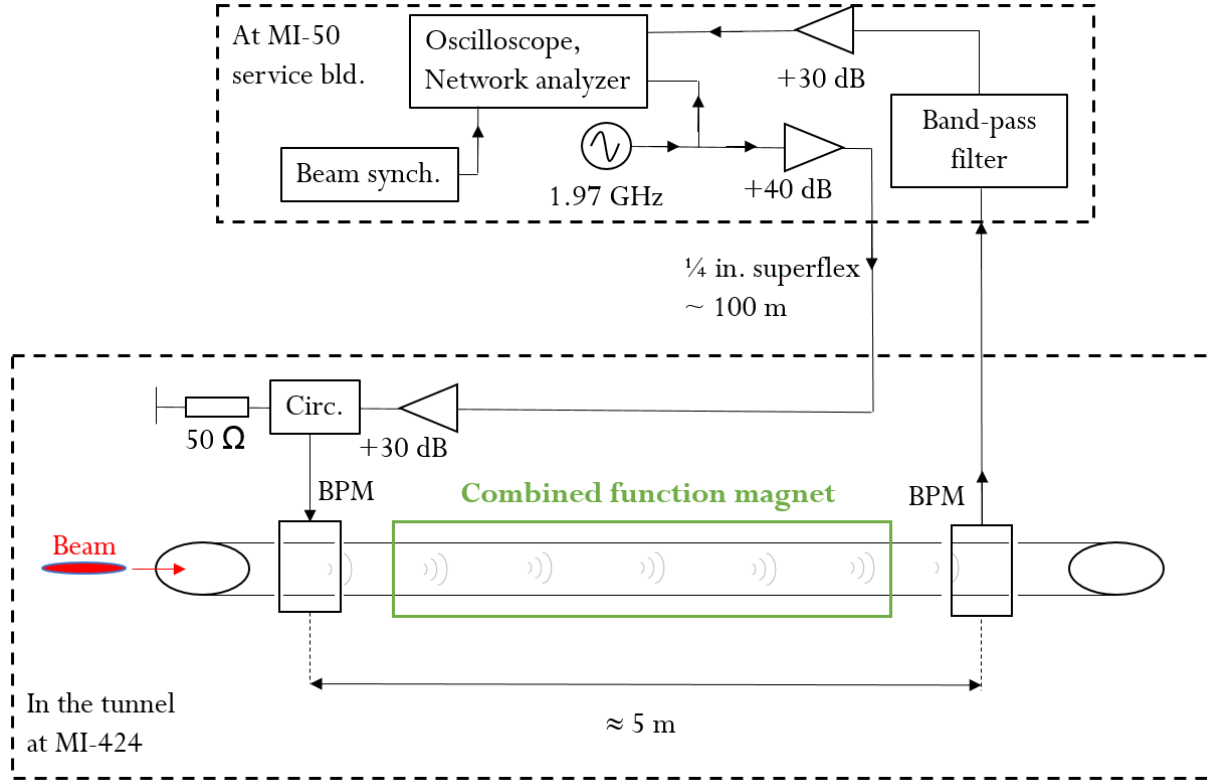 At MI-50
service bld.
Oscilloscope,
Network analyzer
+30 dB
Band-pass
filter
Beam synch.
1.97 GHz
+40 dB
¼ in. superflex
~ 100 m
Circ.
50 Ω
+30 dB
BPM
Combined function magnet
BPM
Beam
In the tunnel
at MI-424
≈ 5 m